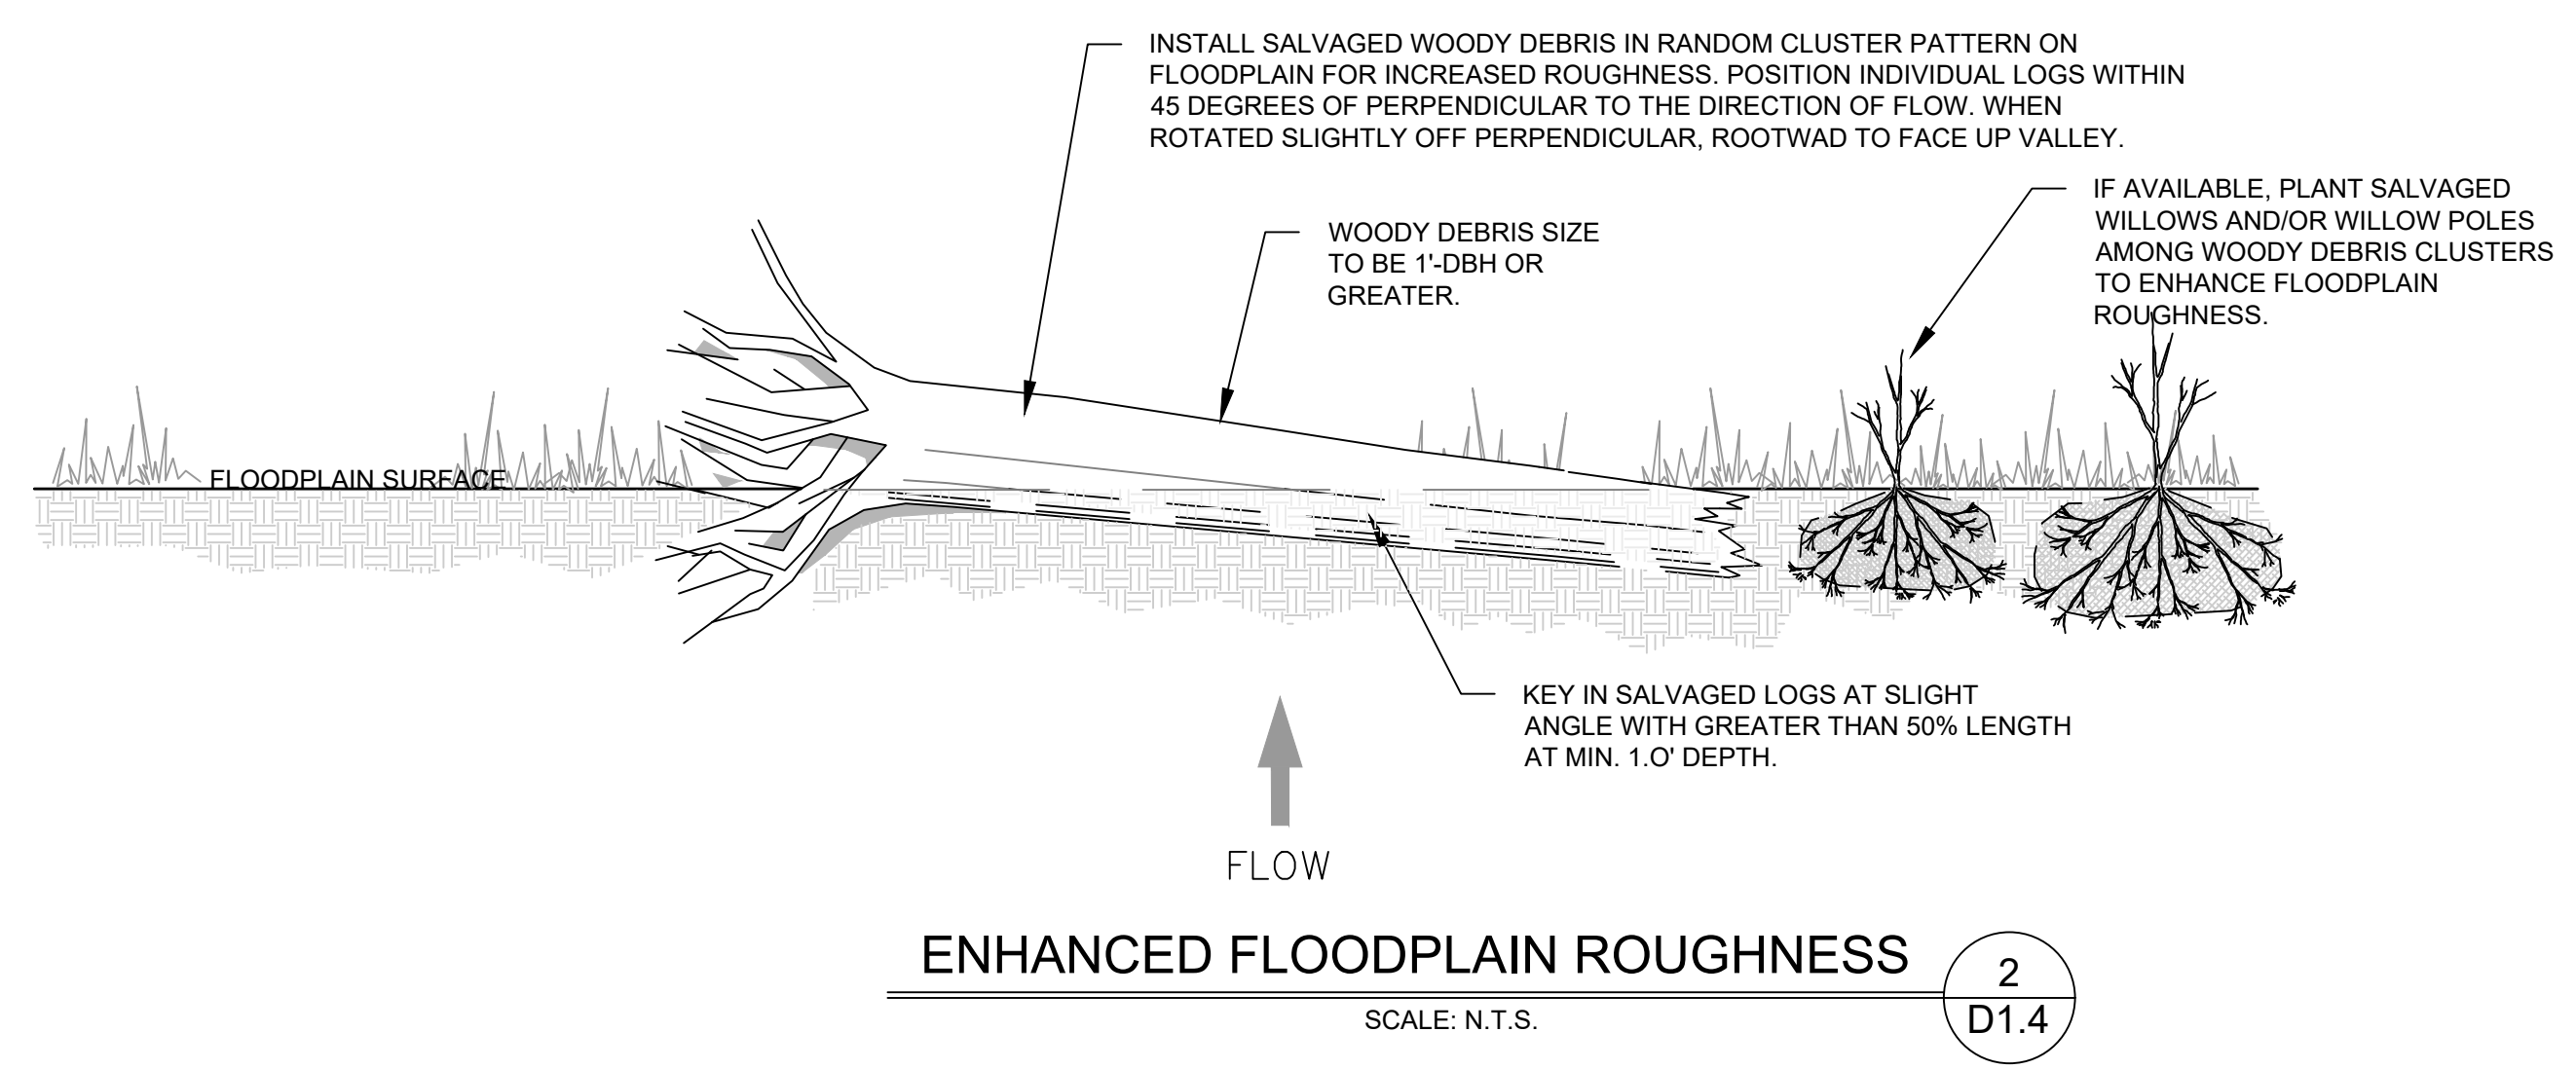 INSTALL SALVAGED WOODY DEBRIS IN RANDOM CLUSTER PATTERN ON
FLOODPLAIN FOR INCREASED ROUGHNESS. POSITION INDIVIDUAL LOGS WITHIN
45 DEGREES OF PERPENDICULAR TO THE DIRECTION OF FLOW. WHEN
ROTATED SLIGHTLY OFF PERPENDICULAR, ROOTWAD TO FACE UP VALLEY.
IF AVAILABLE, PLANT SALVAGED
WILLOWS AND/OR WILLOW POLES
AMONG WOODY DEBRIS CLUSTERS
TO ENHANCE FLOODPLAIN
ROUGHNESS.
WOODY DEBRIS SIZE
TO BE 1'-DBH OR
GREATER.
FLOODPLAIN SURFACE
KEY IN SALVAGED LOGS AT SLIGHT
ANGLE WITH GREATER THAN 50% LENGTH
AT MIN. 1.O' DEPTH.
FLOW
ENHANCED FLOODPLAIN ROUGHNESS
SCALE: N.T.S.
2
D1.4